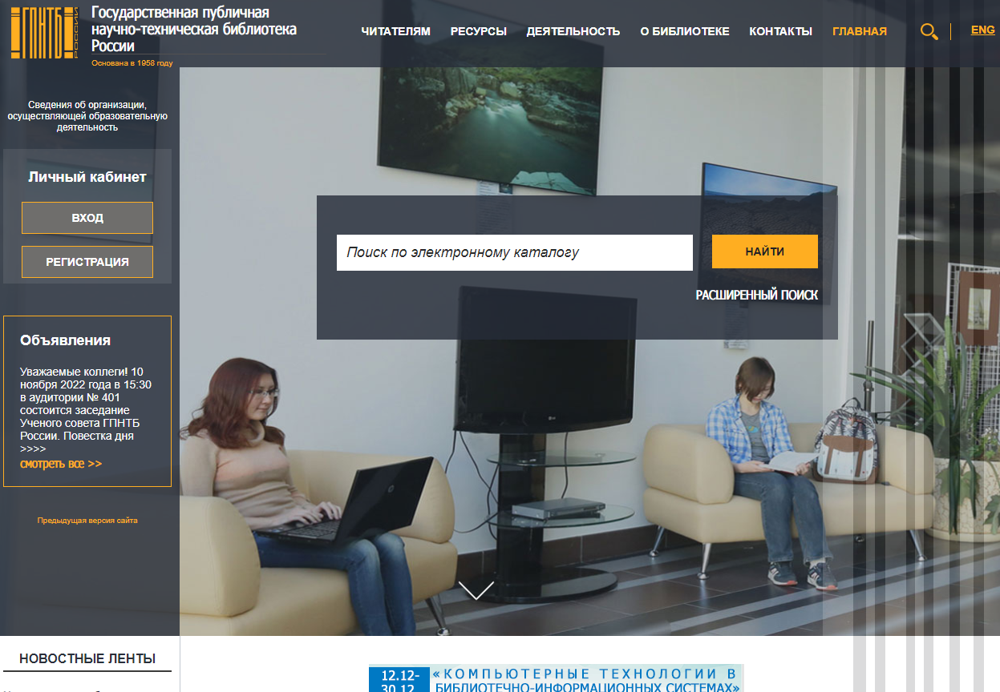 ГПНТБ
РОССИИ
Государственная публичная
научно-техническая библиотека
России
Основана в 1958 году
ЧИТАТЕЛЯМ РЕСУРСЫ ДЕЯТЕЛЬНОСТЬ О БИБЛИОТЕКЕ КОНТАКТЫ ГЛАВНАЯ ENG
Сведения об организации,
осуществляющей образовательную
деятельность
Личный кабинет
ВХОД
РЕГИСТРАЦИЯ
Поиск по электронному каталогу НАЙТИ
РАСШИРЕННЫЙ ПОИСК
Объявления
Уважаемые коллеги! 10
ноября 2022 года в 15:30
в аудитории № 401
состоится заседание
Ученого совета ГПНТБ
России. Повестка дня
>>>>
смотреть все >>
Предыдущая версия сайта
НОВОСТНЫЕ ЛЕНТЫ
12.12-
30.12
«КОМПЬЮТЕРНЫЕ ТЕХНОЛОГИИ В
БИБЛИОТЕЧНО-ИНФОРМАЦИОННЫХ СИСТЕМАХ»